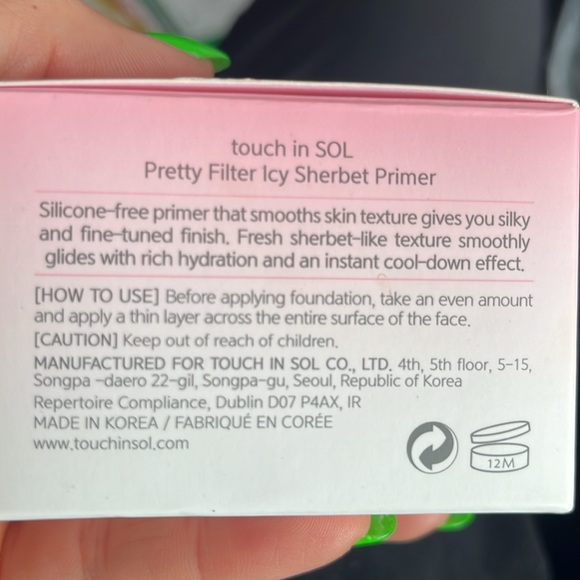 touch in SOL
Pretty Filter Icy Sherbet Primer
Silicone-free primer that smooths skin texture gives you silky
and fine-tuned finish. Fresh sherbet-like texture smoothly
glides with rich hydration and an instant cool-down effect.
[HOW TO USE] Before applying foundation, take an even amount
and apply a thin layer across the entire surface of the face.
[CAUTION] Keep out of reach of children.
MANUFACTURED FOR TOUCH IN SOL CO., LTD. 4th, 5th floor, 5-15,
Songpa -daero 22-gil, Songpa-gu, Seoul, Republic of Korea
Repertoire Compliance, Dublin D07 P4AX, IR
MADE IN KOREA / FABRIQUÉ EN CORÉE
www.touchinsol.com
12M